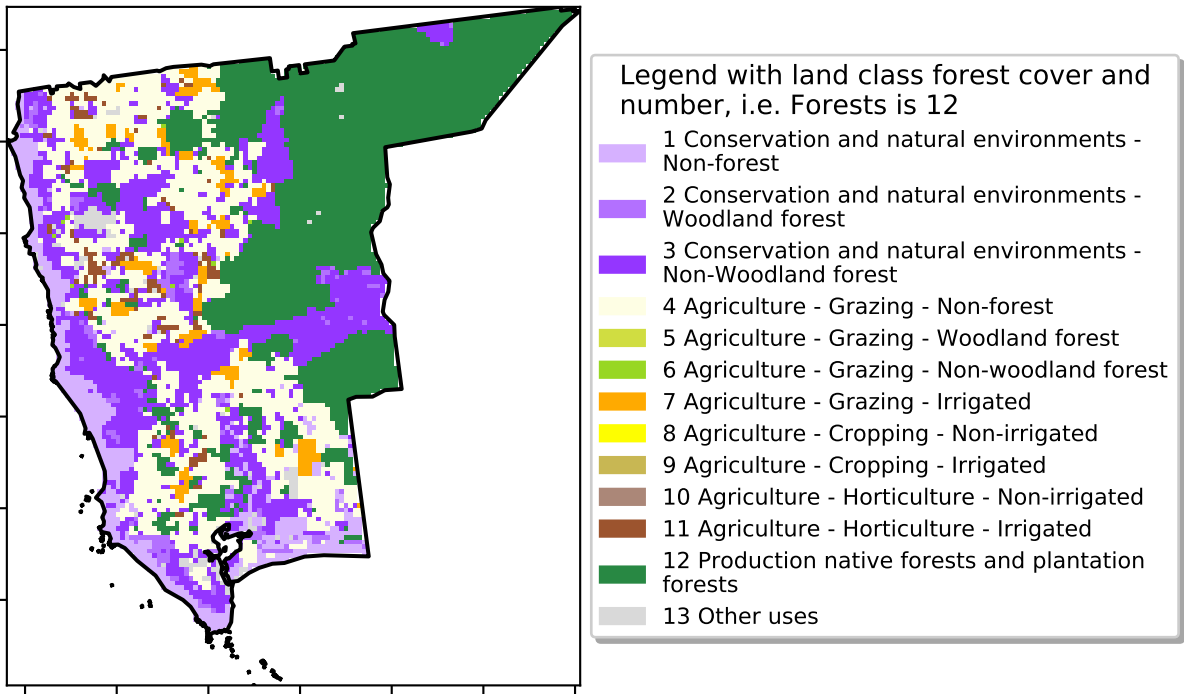 Legend with land class forest cover and
number, i.e. Forests is 12
1 Conservation and natural environments -
Non-forest
2 Conservation and natural environments -
Woodland forest
3 Conservation and natural environments -
Non-Woodland forest
4 Agriculture - Grazing - Non-forest
5 Agriculture - Grazing - Woodland forest
6 Agriculture - Grazing - Non-woodland forest
7 Agriculture - Grazing - Irrigated
8 Agriculture - Cropping - Non-irrigated
9 Agriculture - Cropping - Irrigated
10 Agriculture - Horticulture - Non-irrigated
11 Agriculture - Horticulture - Irrigated
12 Production native forests and plantation
forests
13 Other uses